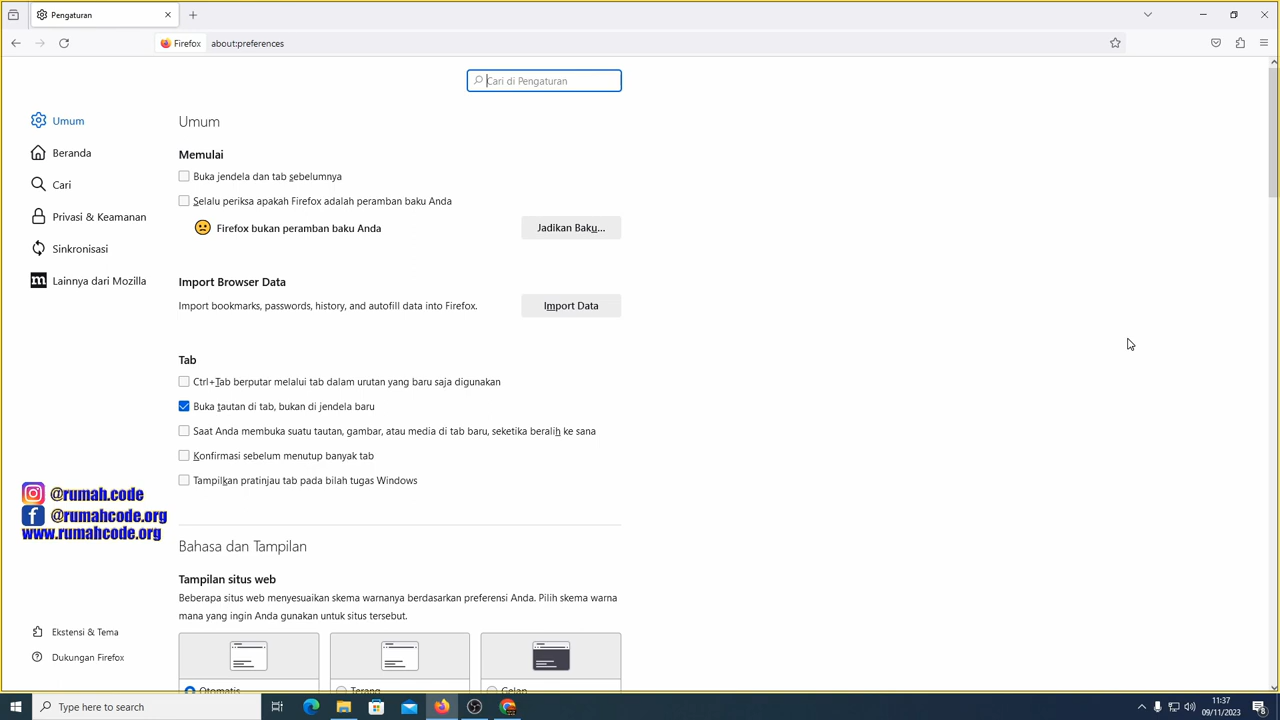 Pengaturan
Firefox
about:preferences
Cari di Pengaturan
Umum
Beranda
Cari
Privasi & Keamanan
Sinkronisasi
Lainnya dari Mozilla
Umum
Memulai
Buka jendela dan tab sebelumnya
Selalu periksa apakah Firefox adalah peramban baku Anda
Firefox bukan peramban baku Anda
Jadikan Baku...
Import Browser Data
Import bookmarks, passwords, history, and autofill data into Firefox.
Import Data
Tab
Ctrl+Tab berputar melalui tab dalam urutan yang baru saja digunakan
Buka tautan di tab, bukan di jendela baru
Saat Anda membuka suatu tautan, gambar, atau media di tab baru, seketika beralih ke sana
Konfirmasi sebelum menutup banyak tab
Tampilkan pratinjau tab pada bilah tugas Windows
@rumah.code
@rumahcode.org
www.rumahcode.org
Bahasa dan Tampilan
Tampilan situs web
Beberapa situs web menyesuaikan skema warnanya berdasarkan preferensi Anda. Pilih skema warna
mana yang ingin Anda gunakan untuk situs tersebut.
Otomatis
Terang
Gelap
Ekstensi & Tema
Dukungan Firefox
Type here to search
11:37
09/11/2023
8